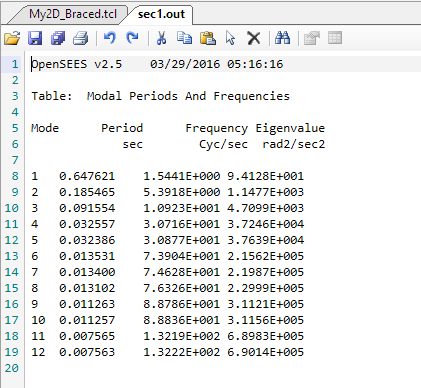 My2D_Braced.tcl sec1.out
1 OpenSEES v2.5 03/29/2016 05:16:16
2
3 Table: Modal Periods And Frequencies
4
5 Mode Period Frequency Eigenvalue
6 sec Cyc/sec rad2/sec2
7
8 1 0.647621 1.5441E+000 9.4128E+001
9 2 0.185465 5.3918E+000 1.1477E+003
10 3 0.091554 1.0923E+001 4.7099E+003
11 4 0.032557 3.0716E+001 3.7246E+004
12 5 0.032386 3.0877E+001 3.7639E+004
13 6 0.013531 7.3904E+001 2.1562E+005
14 7 0.013400 7.4628E+001 2.1987E+005
15 8 0.013102 7.6326E+001 2.2999E+005
16 9 0.011263 8.8786E+001 3.1121E+005
17 10 0.011257 8.8836E+001 3.1156E+005
18 11 0.007565 1.3219E+002 6.8983E+005
19 12 0.007563 1.3222E+002 6.9014E+005
20